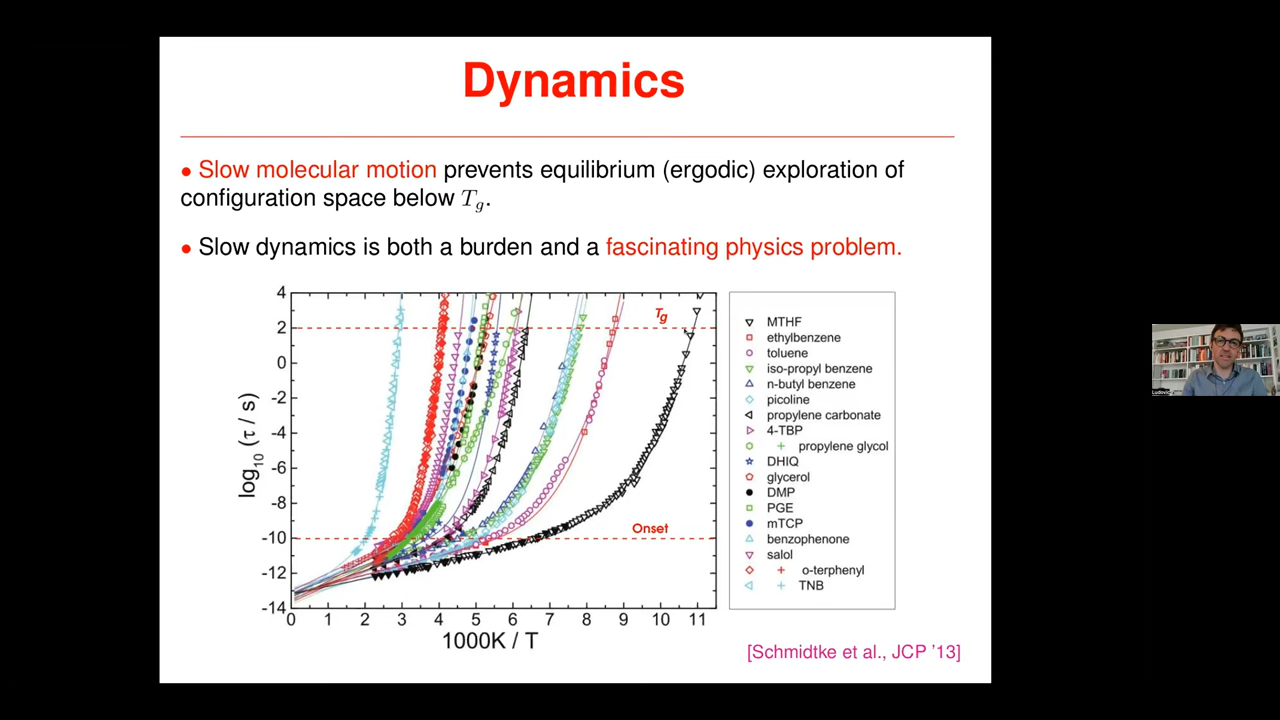 Dynamics
• Slow molecular motion prevents equilibrium (ergodic) exploration of
configuration space below Tg.
• Slow dynamics is both a burden and a fascinating physics problem.
4
2
0
-2
-4
-6
-8
-10
-12
-14
log10 (τ / s)
Tg
Onset
0 1 2 3 4 5 6 7 8 9 10 11
1000K / T
MTHF
ethylbenzene
toluene
iso-propyl benzene
n-butyl benzene
picoline
propylene carbonate
4-TBP
propylene glycol
DHIQ
glycerol
DMP
PGE
mTCP
benzophenone
salol
o-terphenyl
TNB
[Schmidtke et al., JCP '13]